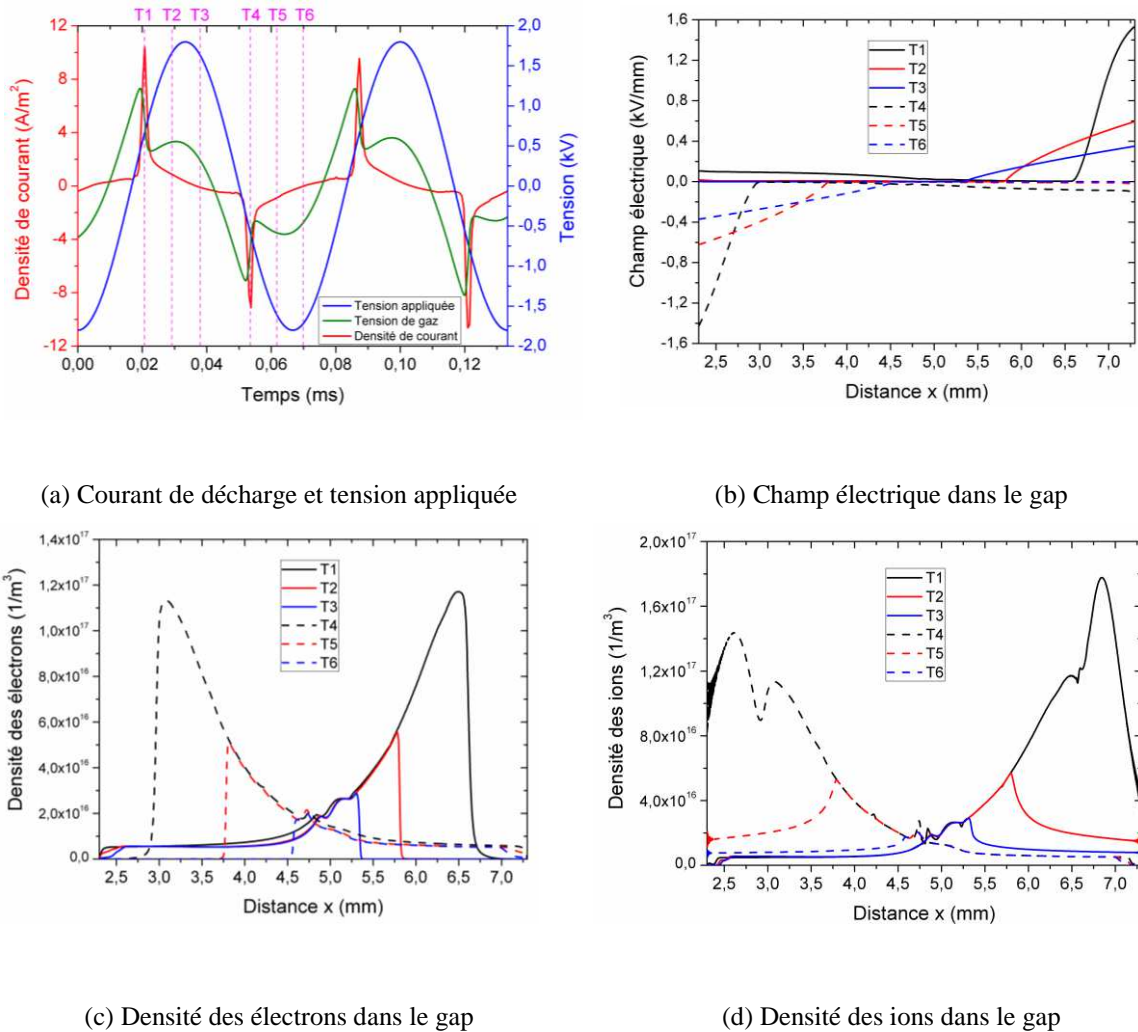 T1 T2 T3 T4 T5 T6
12
8
4
0
-4
-8
-12
Densité de courant (A/m²)
2,0
1,5
1,0
0,5
0,0
-0,5
-1,0
-1,5
-2,0
Tension (kV)
Tension appliquée
Tension de gaz
Densité de courant
0,00 0,02 0,04 0,06 0,08 0,10 0,12
Temps (ms)
1,6
1,2
0,8
0,4
0,0
-0,4
-0,8
-1,2
-1,6
Champ électrique (kV/mm)
T1
T2
T3
T4
T5
T6
2,5 3,0 3,5 4,0 4,5 5,0 5,5 6,0 6,5 7,0
Distance x (mm)
(a) Courant de décharge et tension appliquée
(b) Champ électrique dans le gap
1,4x10¹⁷
1,2x10¹⁷
1,0x10¹⁷
8,0x10¹⁶
6,0x10¹⁶
4,0x10¹⁶
2,0x10¹⁶
0,0
Densité des électrons (1/m³)
T1
T2
T3
T4
T5
T6
2,5 3,0 3,5 4,0 4,5 5,0 5,5 6,0 6,5 7,0
Distance x (mm)
2,0x10¹⁷
1,6x10¹⁷
1,2x10¹⁷
8,0x10¹⁶
4,0x10¹⁶
0,0
Densité des ions (1/m³)
T1
T2
T3
T4
T5
T6
2,5 3,0 3,5 4,0 4,5 5,0 5,5 6,0 6,5 7,0
Distance x (mm)
(c) Densité des électrons dans le gap
(d) Densité des ions dans le gap